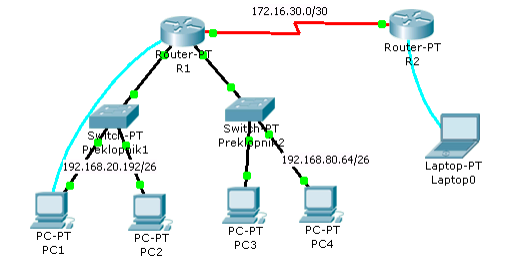 172.16.30.0/30
Router-PT
R1
Router-PT
R2
Switch-PT
Preklopnik1
Switch-PT
Preklopnik2
192.168.20.192/26
192.168.80.64/26
Laptop-PT
Laptop0
PC-PT
PC1
PC-PT
PC2
PC-PT
PC3
PC-PT
PC4